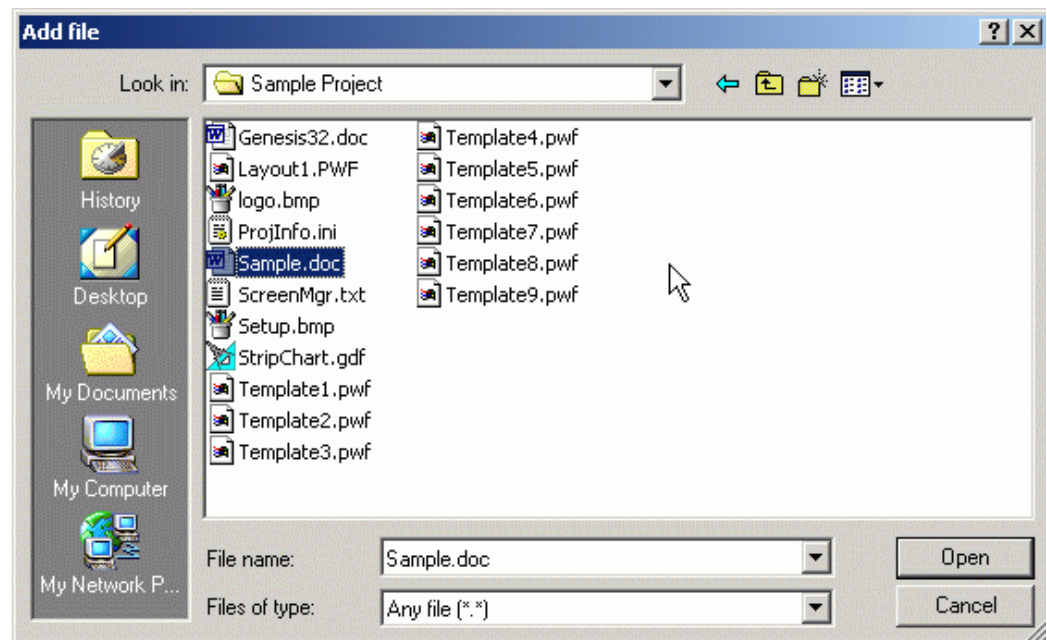 Add file
Look in:
Sample Project
History
Desktop
My Documents
My Computer
My Network P...
Genesis32.doc
Layout1.PWF
logo.bmp
ProjInfo.ini
Sample.doc
ScreenMgr.txt
Setup.bmp
StripChart.gdf
Template1.pwf
Template2.pwf
Template3.pwf
Template4.pwf
Template5.pwf
Template6.pwf
Template7.pwf
Template8.pwf
Template9.pwf
File name:
Sample.doc
Open
Files of type:
Any file (*.*)
Cancel